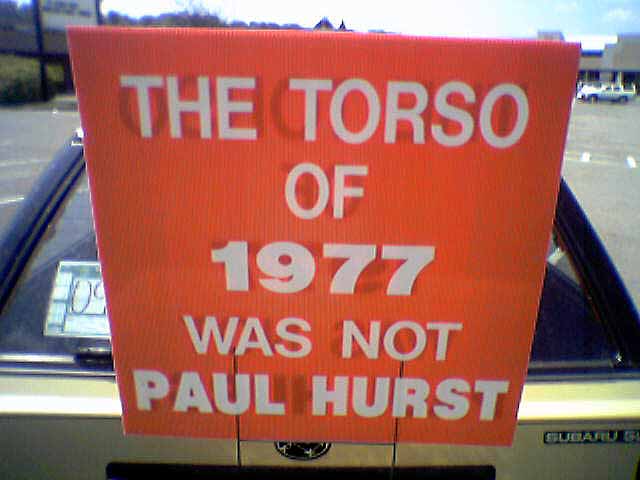 THE TORSO
OF
1977
WAS NOT
PAUL HURST
SUBARU